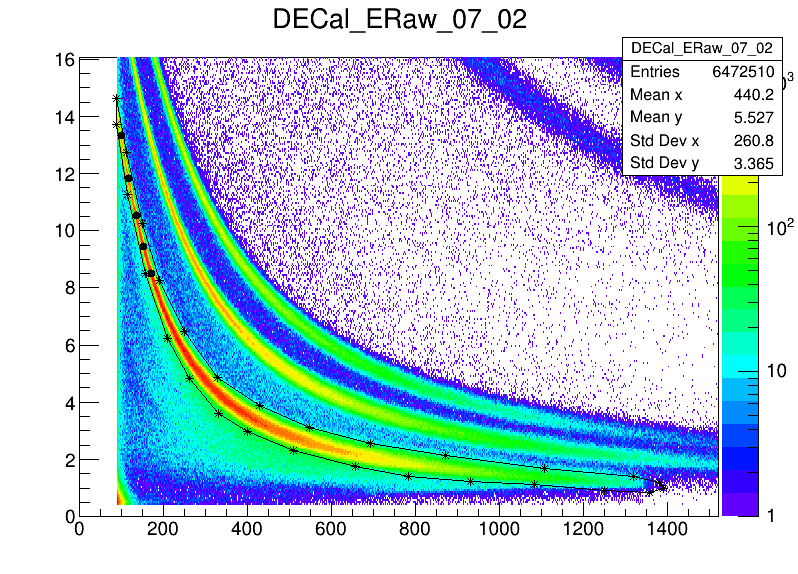 DECal_ERaw_07_02
DECal_ERaw_07_02
Entries 6472510
Mean x 440.2
Mean y 5.527
Std Dev x 260.8
Std Dev y 3.365
16
14
12
10
8
6
4
2
0
0 200 400 600 800 1000 1200 1400
10²
10
1